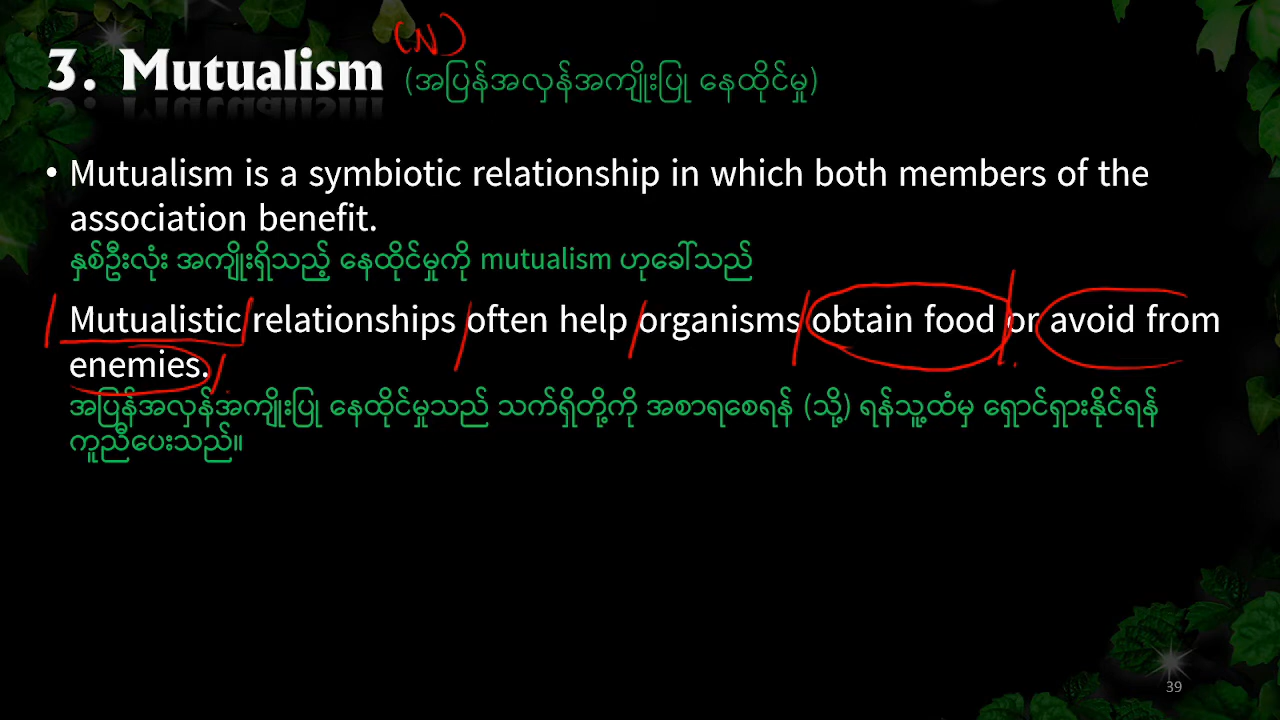 (N)
3. Mutualism (အပြန်အလှန်အကျိုးပြု နေထိုင်မှု)
• Mutualism is a symbiotic relationship in which both members of the
association benefit.
နှစ်ဦးလုံး အကျိုးရှိသည့် နေထိုင်မှုကို mutualism ဟုခေါ်သည်
Mutualistic relationships often help organisms obtain food or avoid from
enemies.
အပြန်အလှန်အကျိုးပြု နေထိုင်မှုသည် သက်ရှိတို့ကို အစာရစေရန် (သို့) ရန်သူ့ထံမှ ရှောင်ရှားနိုင်ရန်
ကူညီပေးသည်။
39